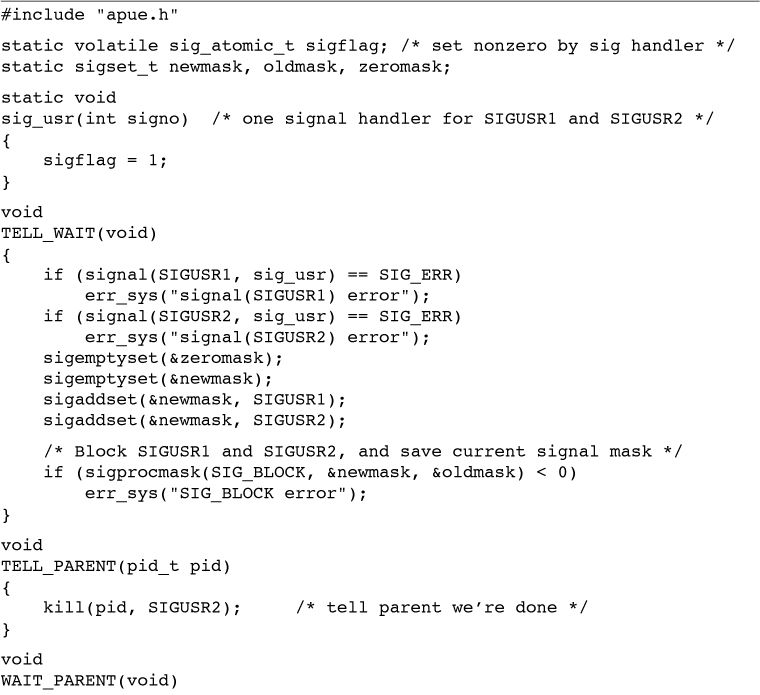 #include "apue.h"
static volatile sig_atomic_t sigflag; /* set nonzero by sig handler */
static sigset_t newmask, oldmask, zeromask;
static void
sig_usr(int signo)  /* one signal handler for SIGUSR1 and SIGUSR2 */
{
    sigflag = 1;
}
void
TELL_WAIT(void)
{
    if (signal(SIGUSR1, sig_usr) == SIG_ERR)
        err_sys("signal(SIGUSR1) error");
    if (signal(SIGUSR2, sig_usr) == SIG_ERR)
        err_sys("signal(SIGUSR2) error");
    sigemptyset(&zeromask);
    sigemptyset(&newmask);
    sigaddset(&newmask, SIGUSR1);
    sigaddset(&newmask, SIGUSR2);
    /* Block SIGUSR1 and SIGUSR2, and save current signal mask */
    if (sigprocmask(SIG_BLOCK, &newmask, &oldmask) < 0)
        err_sys("SIG_BLOCK error");
}
void
TELL_PARENT(pid_t pid)
{
    kill(pid, SIGUSR2);     /* tell parent we’re done */
}
void
WAIT_PARENT(void)